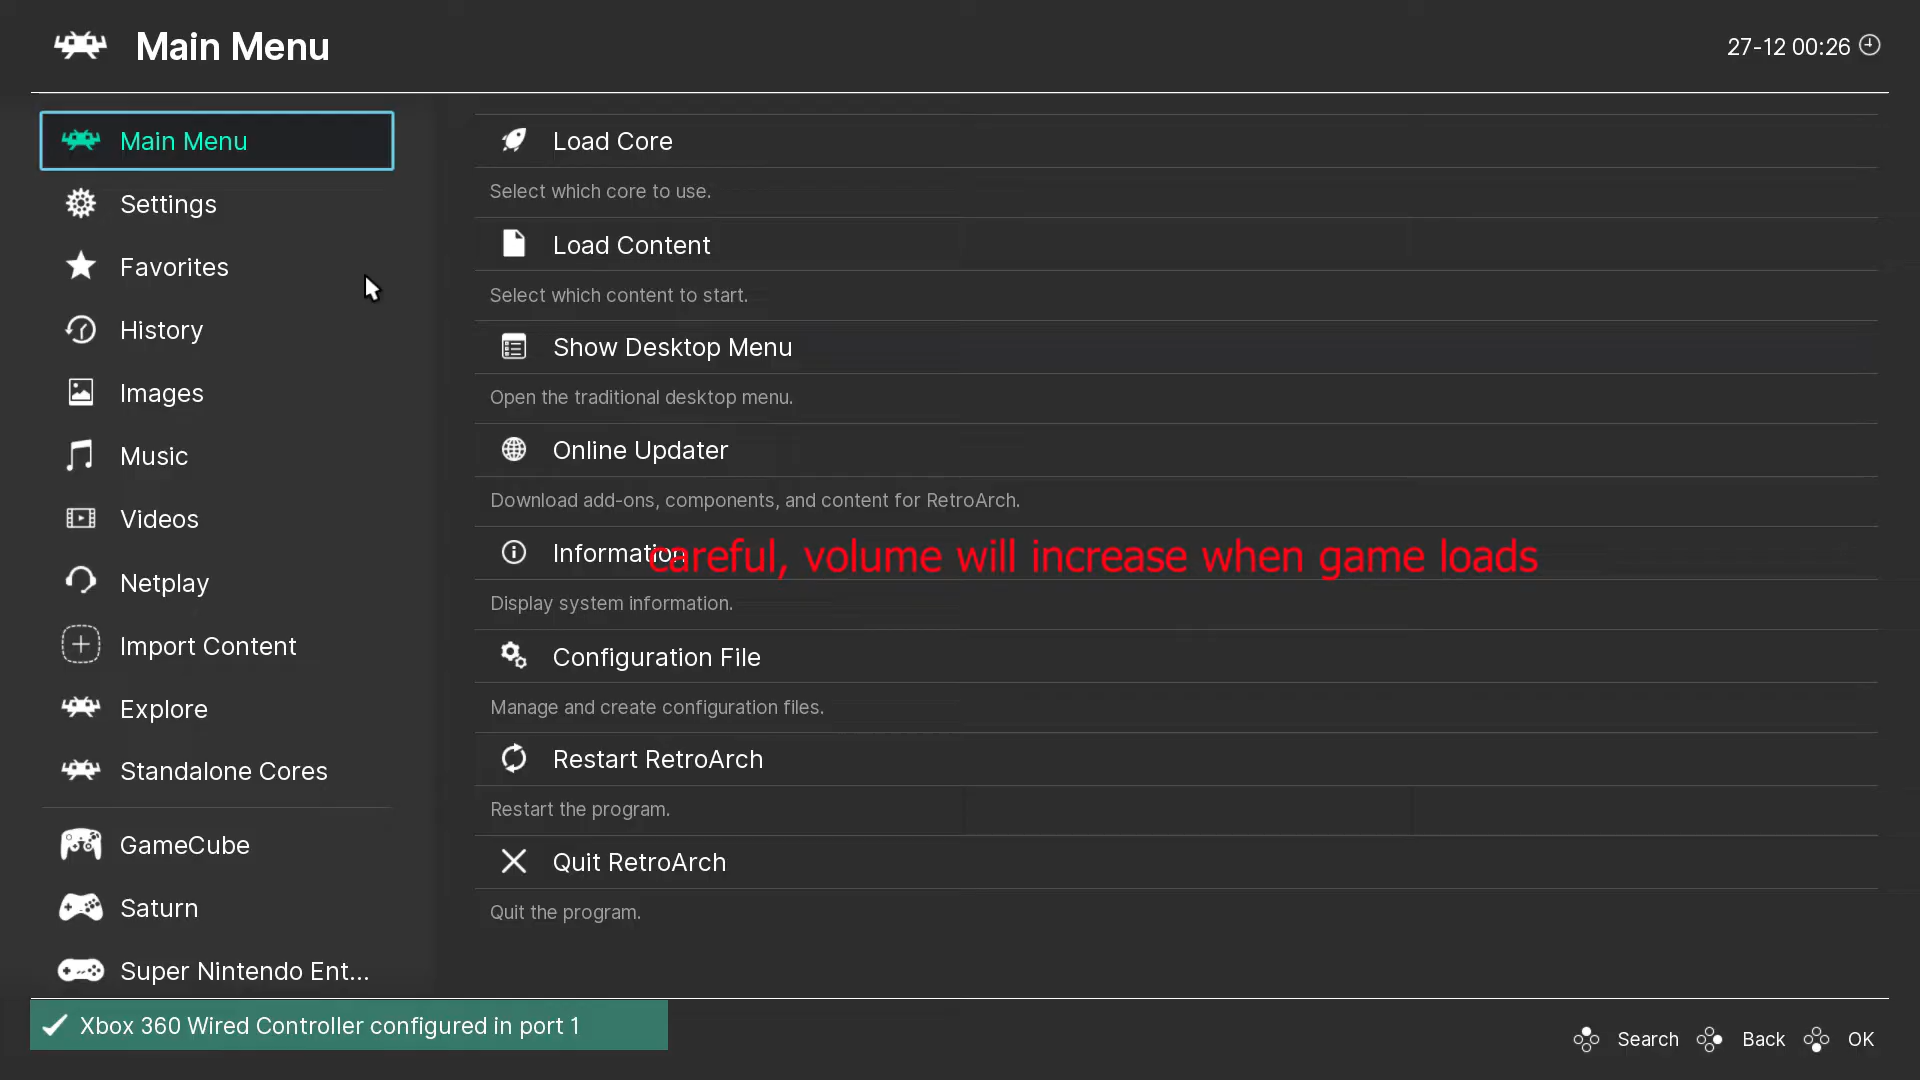 Main Menu
27-12 00:26
Main Menu
Settings
Favorites
History
Images
Music
Videos
Netplay
Import Content
Explore
Standalone Cores
GameCube
Saturn
Super Nintendo Ent...
Load Core
Select which core to use.
Load Content
Select which content to start.
Show Desktop Menu
Open the traditional desktop menu.
Online Updater
Download add-ons, components, and content for RetroArch.
Information
careful, volume will increase when game loads
Display system information.
Configuration File
Manage and create configuration files.
Restart RetroArch
Restart the program.
Quit RetroArch
Quit the program.
Xbox 360 Wired Controller configured in port 1
Search Back OK